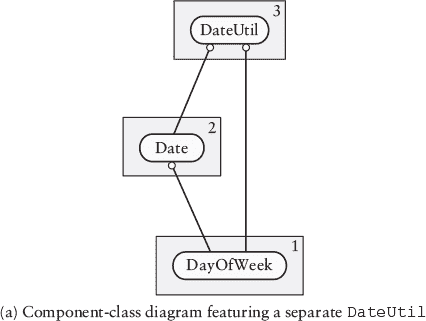 3
DateUtil
2
Date
1
DayOfWeek
(a) Component-class diagram featuring a separate DateUtil